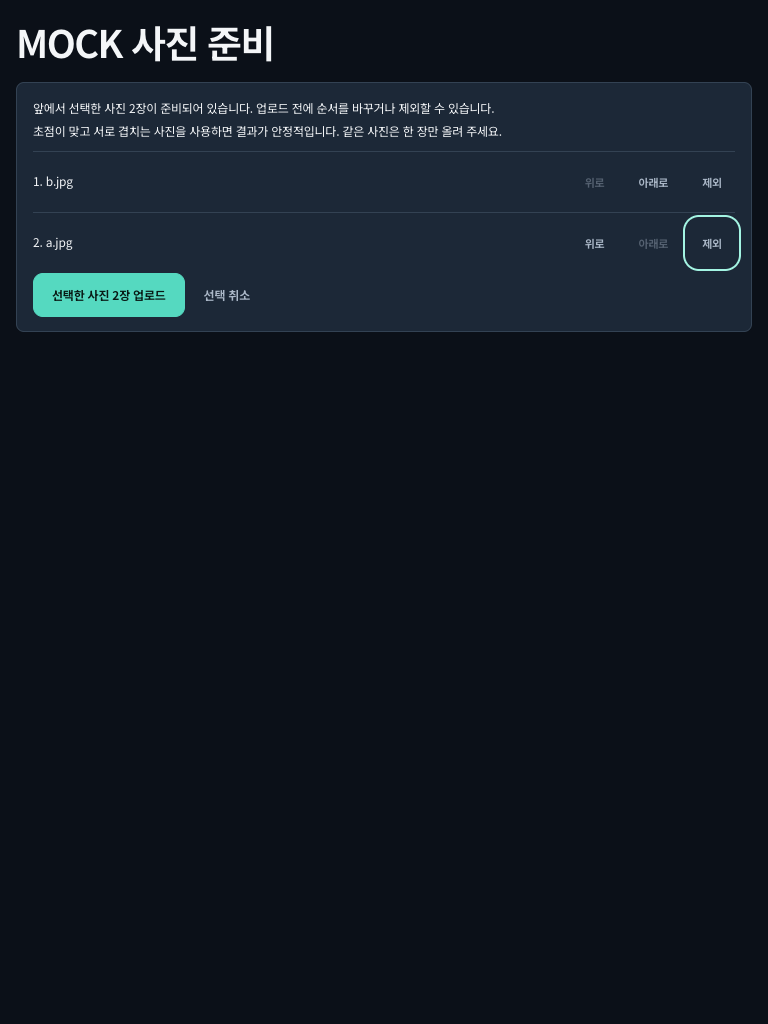 MOCK 사진 준비
앞에서 선택한 사진 2장이 준비되어 있습니다. 업로드 전에 순서를 바꾸거나 제외할 수 있습니다.
초점이 맞고 서로 겹치는 사진을 사용하면 결과가 안정적입니다. 같은 사진은 한 장만 올려 주세요.
1. b.jpg 위로 아래로 제외
2. a.jpg 위로 아래로 제외
선택한 사진 2장 업로드 선택 취소